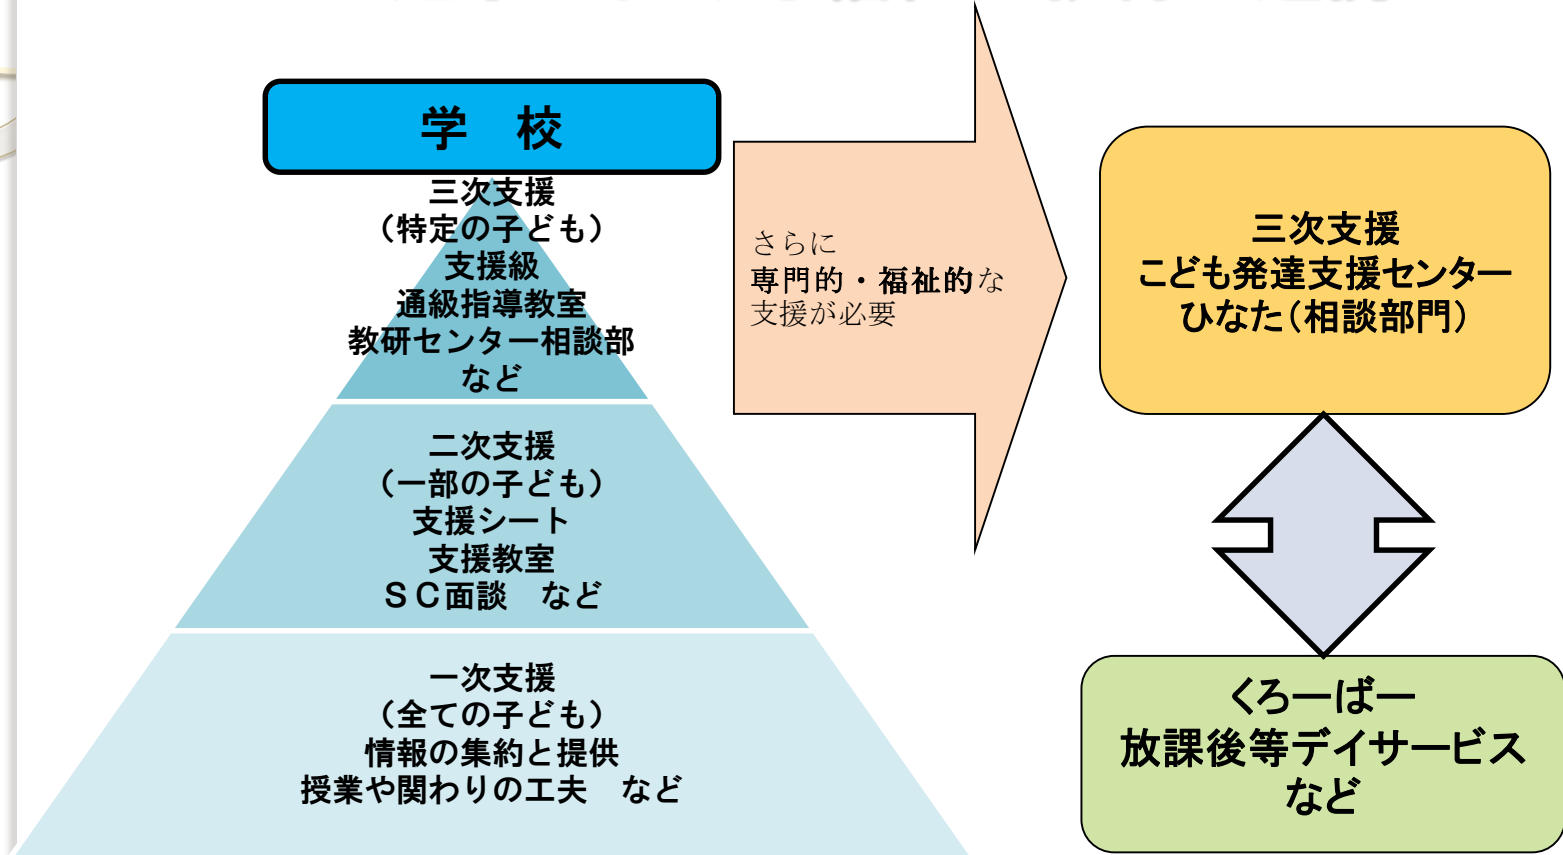 学　校
三次支援
（特定の子ども）
支援級
通級指導教室
教研センター相談部
など
二次支援
（一部の子ども）
支援シート
支援教室
ＳＣ面談　など
一次支援
（全ての子ども）
情報の集約と提供
授業や関わりの工夫　など
さらに
専門的・福祉的な
支援が必要
三次支援
こども発達支援センター
ひなた（相談部門）
くろーばー
放課後等デイサービス
など